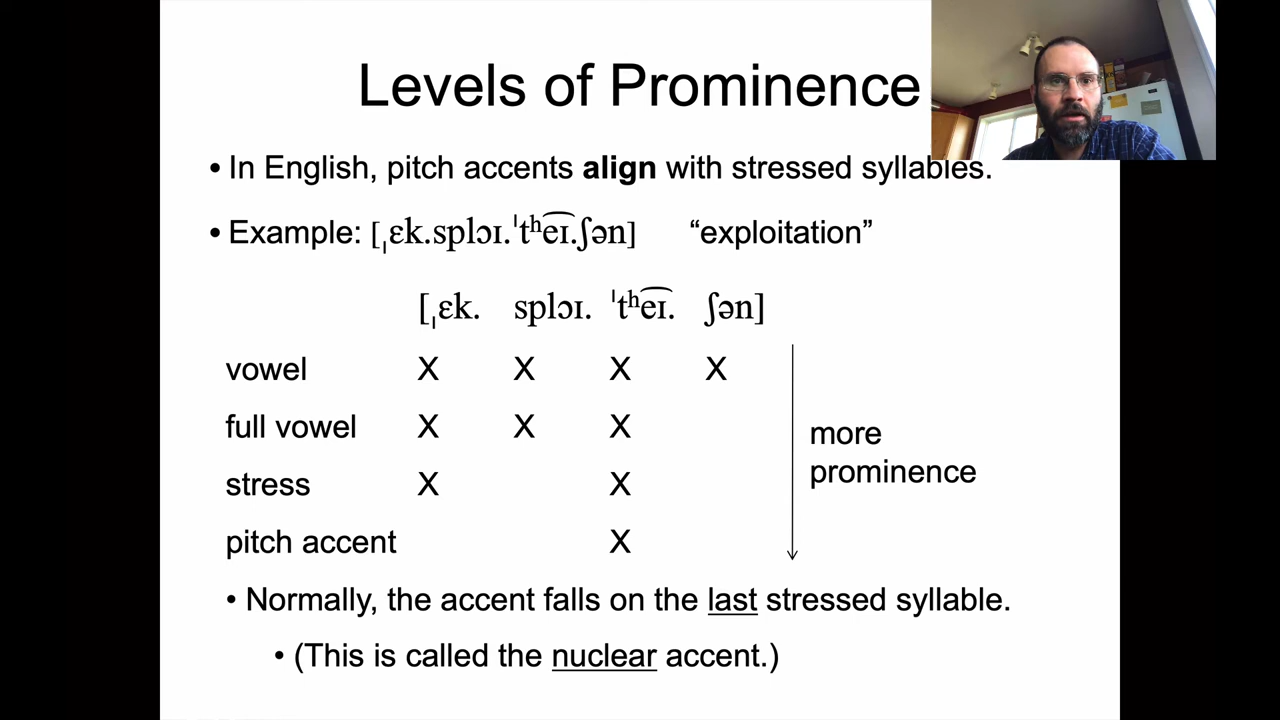 Levels of Prominence
• In English, pitch accents align with stressed syllables.
• Example: [ˌɛk.splɔɪ.ˈtʰe͡ɪ.ʃən] “exploitation”
[ˌɛk. splɔɪ. ˈtʰe͡ɪ. ʃən]
vowel X X X X
full vowel X X X
more
prominence
stress X X
pitch accent X
• Normally, the accent falls on the last stressed syllable.
• (This is called the nuclear accent.)